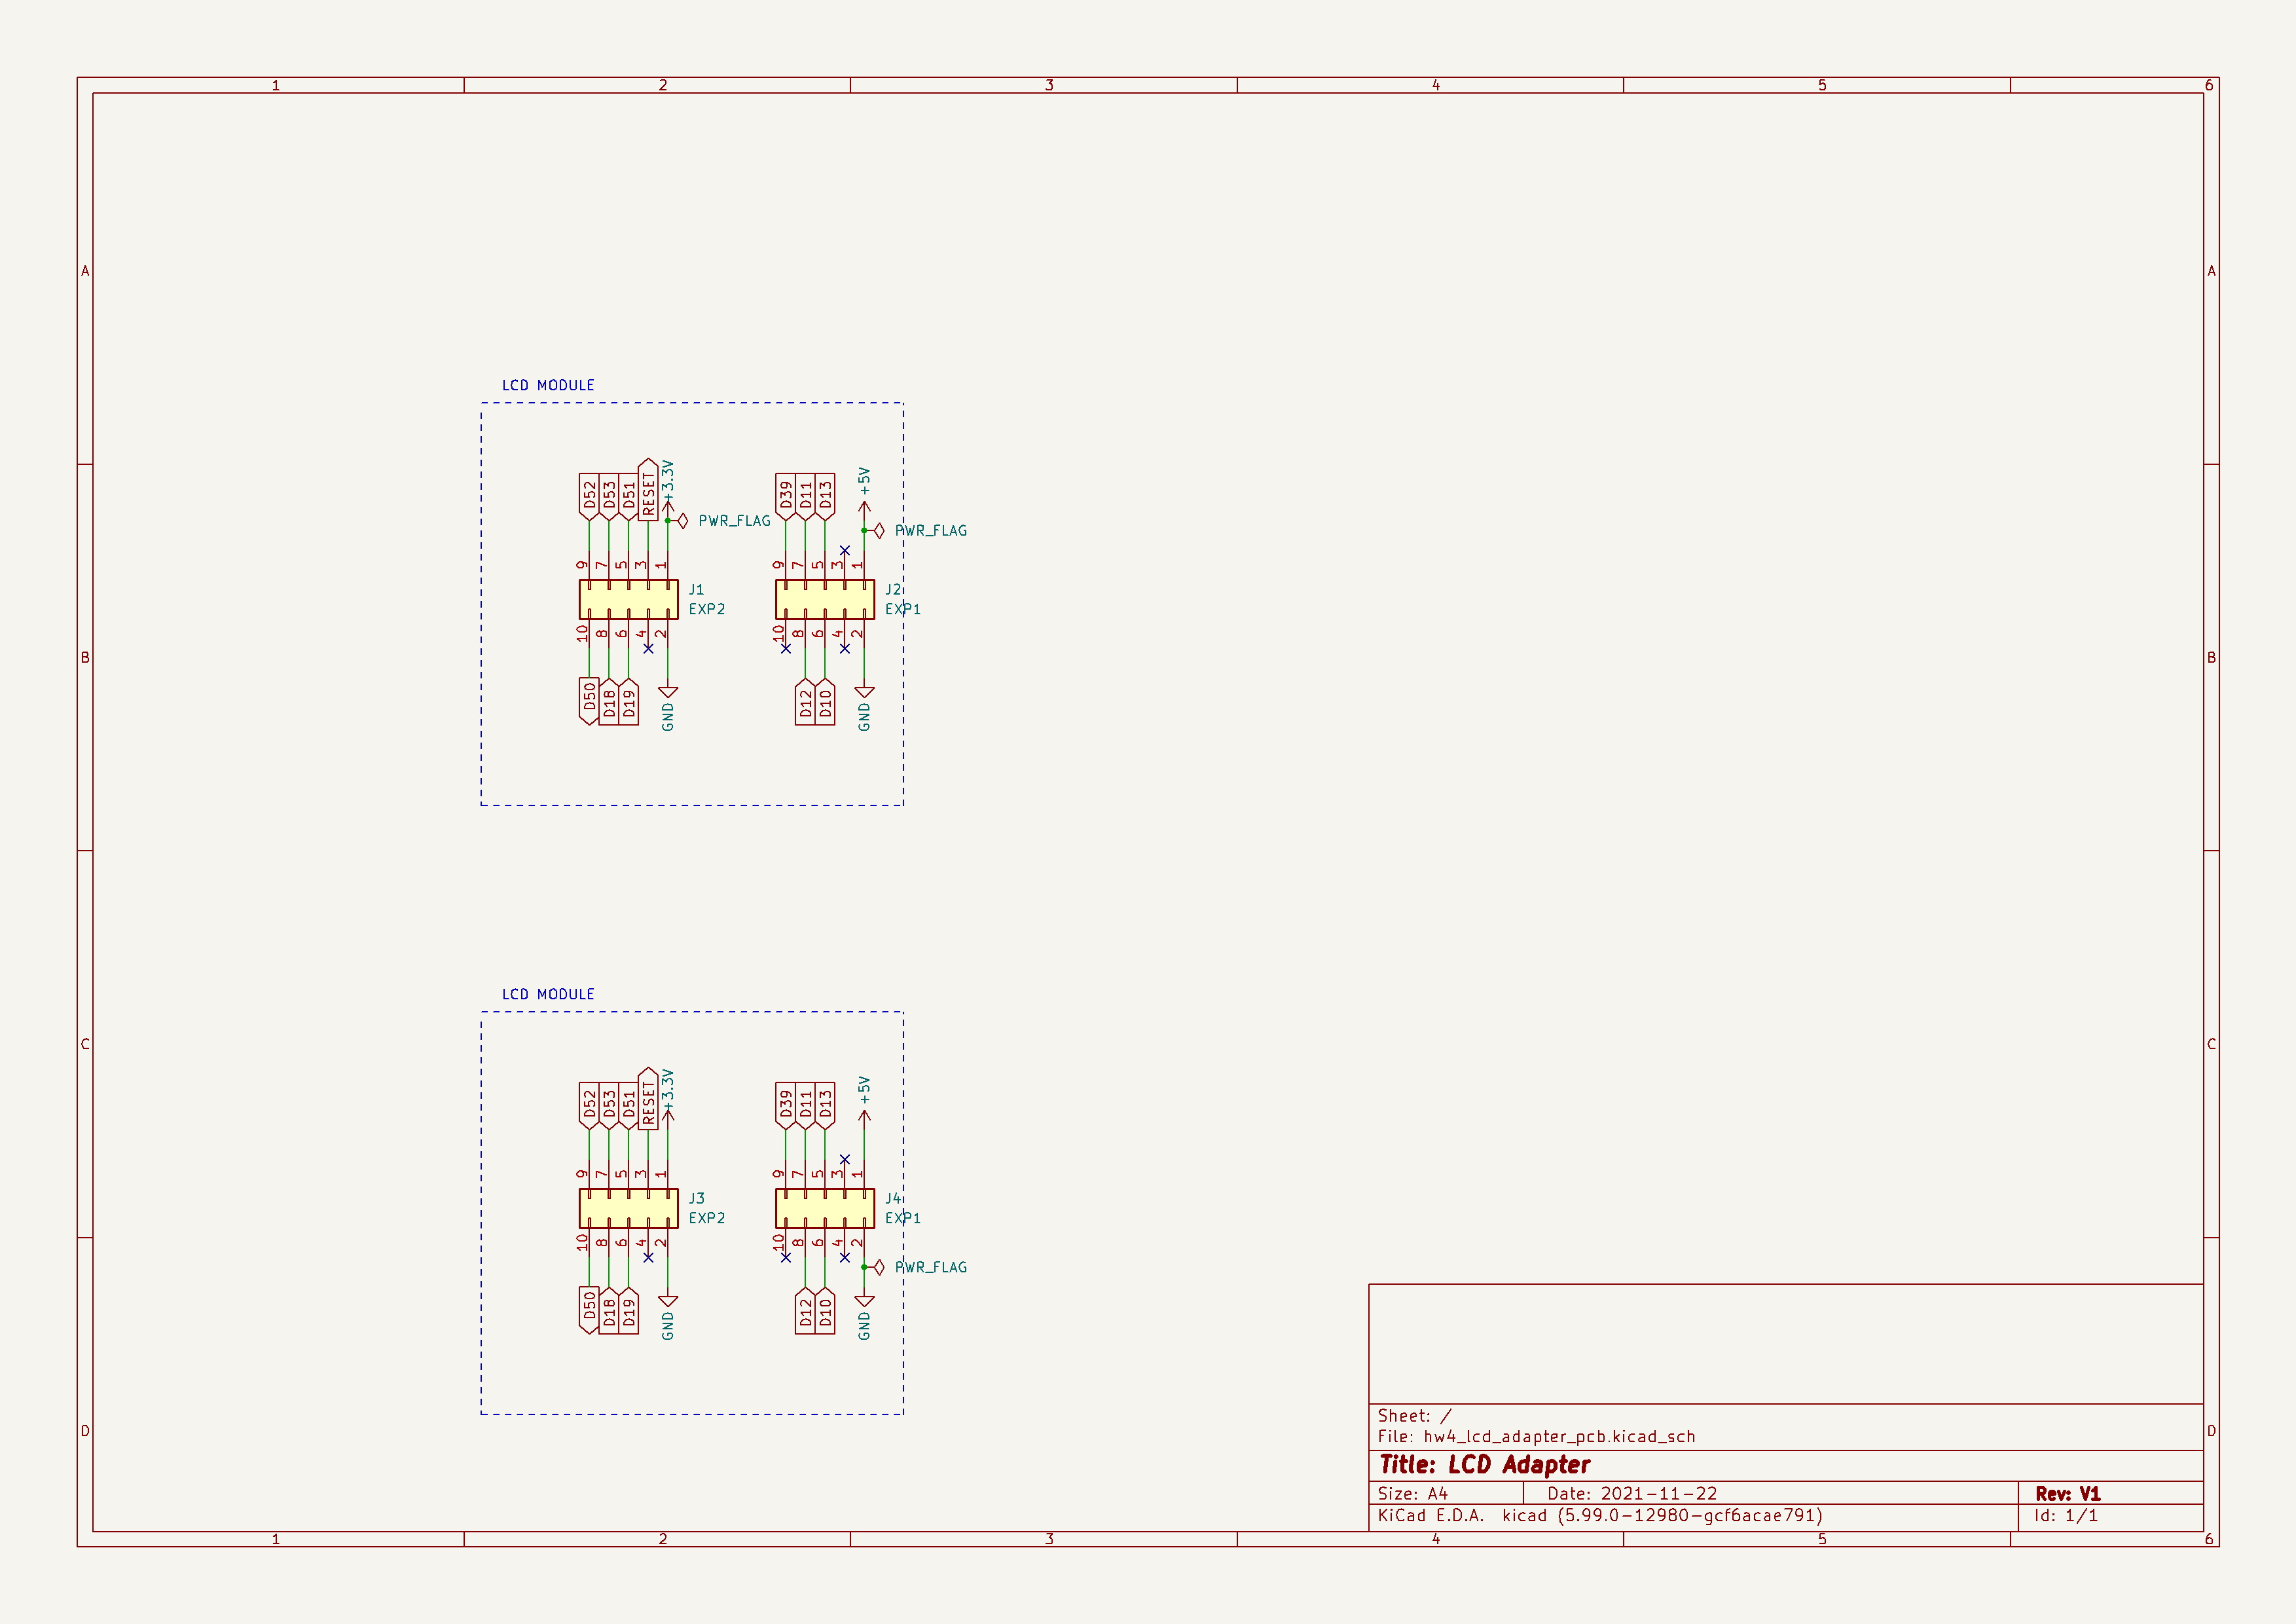 1 2 3 4 5 6
A A
LCD MODULE
D52 D53 D51 RESET +3.3V D39 D11 D13 +5V
PWR_FLAG PWR_FLAG
9 7 5 3 1 9 7 5 3 1
J1 J2
EXP2 EXP1
10 8 6 4 2 10 8 6 4 2
B B
D50 D18 D19 GND D12 D10 GND
LCD MODULE
C C
D52 D53 D51 RESET +3.3V D39 D11 D13 +5V
9 7 5 3 1 9 7 5 3 1
J3 J4
EXP2 EXP1
10 8 6 4 2 10 8 6 4 2
PWR_FLAG
D50 D18 D19 GND D12 D10 GND
Sheet: /
D D
File: hw4_lcd_adapter_pcb.kicad_sch
Title: LCD Adapter
Size: A4 Date: 2021-11-22 Rev: V1
KiCad E.D.A. kicad (5.99.0-12980-gcf6acae791) Id: 1/1
1 2 3 4 5 6